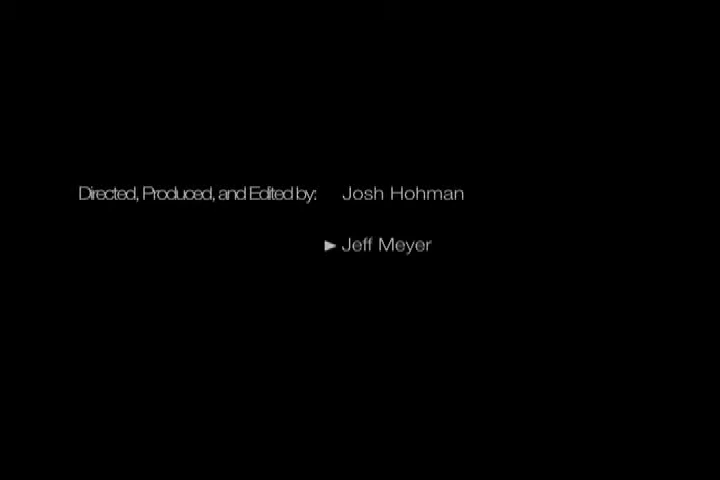 Directed, Produced, and Edited by: Josh Hohman
► Jeff Meyer